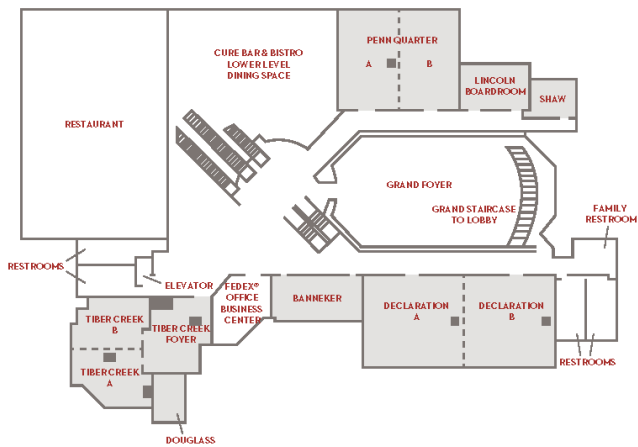 CURE BAR & BISTRO
LOWER LEVEL
DINING SPACE
PENN QUARTER
A
B
LINCOLN
BOARDROOM
SHAW
RESTAURANT
GRAND FOYER
GRAND STAIRCASE
TO LOBBY
FAMILY
RESTROOM
RESTROOMS
ELEVATOR
FEDEX®
OFFICE
BUSINESS
CENTER
BANNEKER
DECLARATION
A
DECLARATION
B
TIBER CREEK
B
TIBER CREEK
FOYER
TIBER CREEK
A
RESTROOMS
DOUGLASS